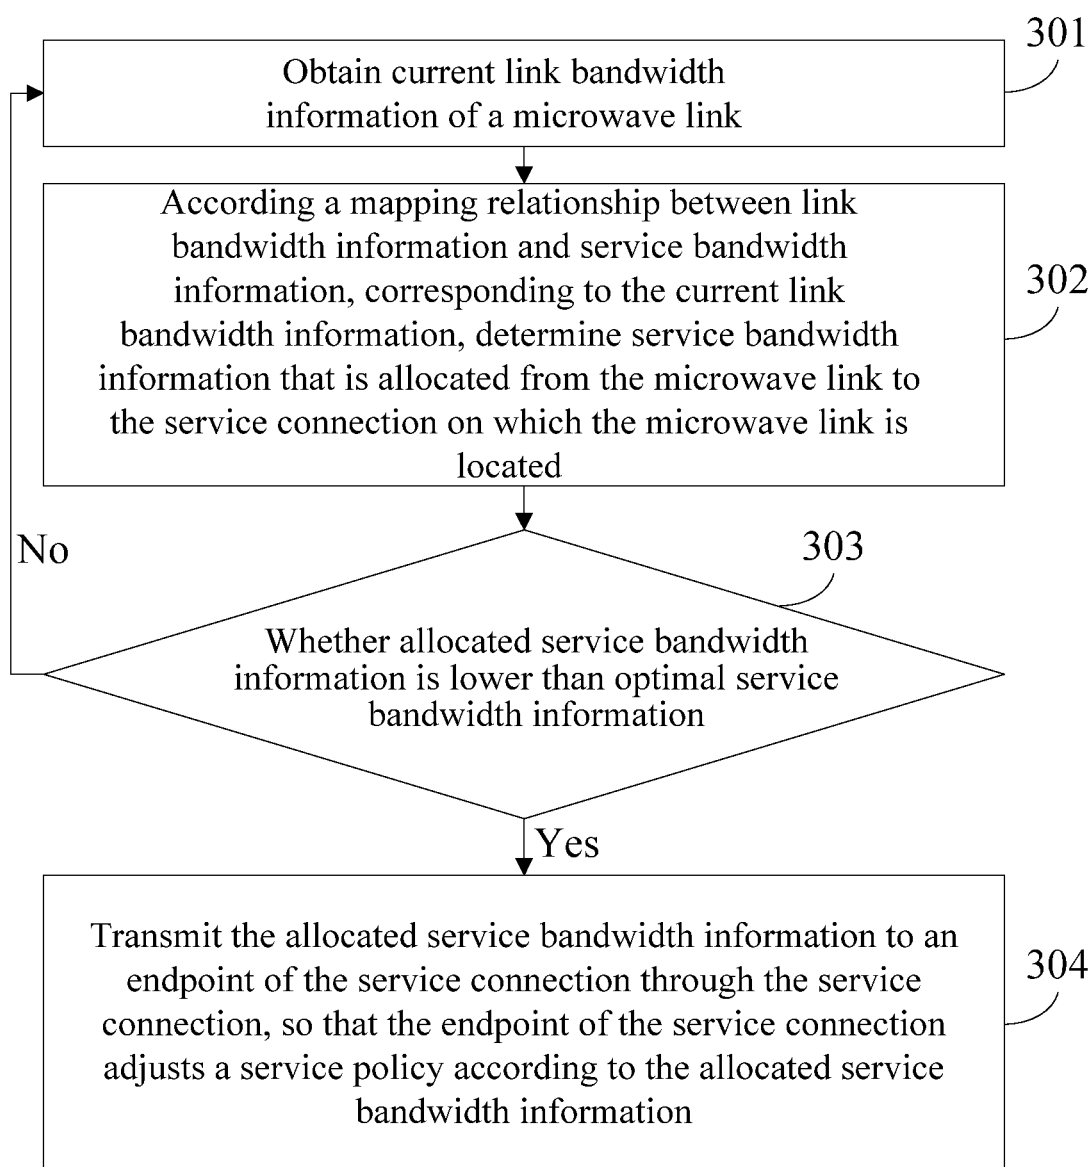 301
Obtain current link bandwidth
information of a microwave link
According a mapping relationship between link
bandwidth information and service bandwidth
information, corresponding to the current link
bandwidth information, determine service bandwidth
information that is allocated from the microwave link to
the service connection on which the microwave link is
located
302
No
303
Whether allocated service bandwidth
information is lower than optimal service
bandwidth information
Yes
Transmit the allocated service bandwidth information to an
endpoint of the service connection through the service
connection, so that the endpoint of the service connection
adjusts a service policy according to the allocated service
bandwidth information
304